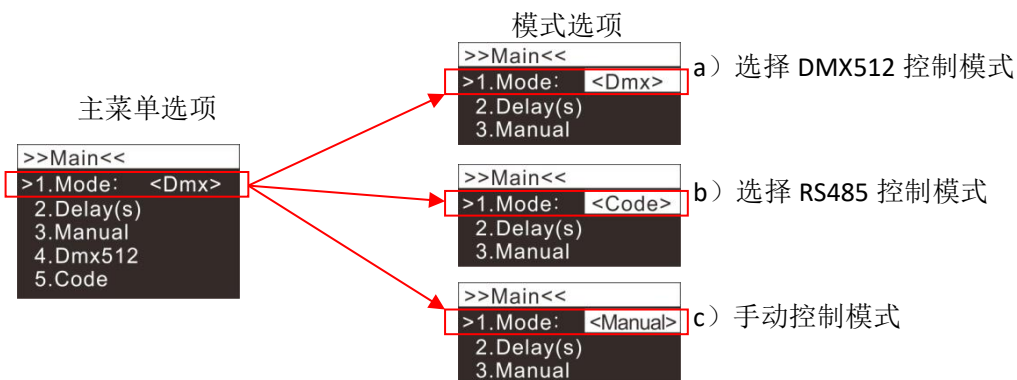 主菜单选项
>>Main<<
>1.Mode: <Dmx>
2.Delay(s)
3.Manual
4.Dmx512
5.Code
模式选项
>>Main<<
>1.Mode: <Dmx>
2.Delay(s)
3.Manual
a）选择 DMX512 控制模式
>>Main<<
>1.Mode: <Code>
2.Delay(s)
3.Manual
b）选择 RS485 控制模式
>>Main<<
>1.Mode: <Manual>
2.Delay(s)
3.Manual
c）手动控制模式